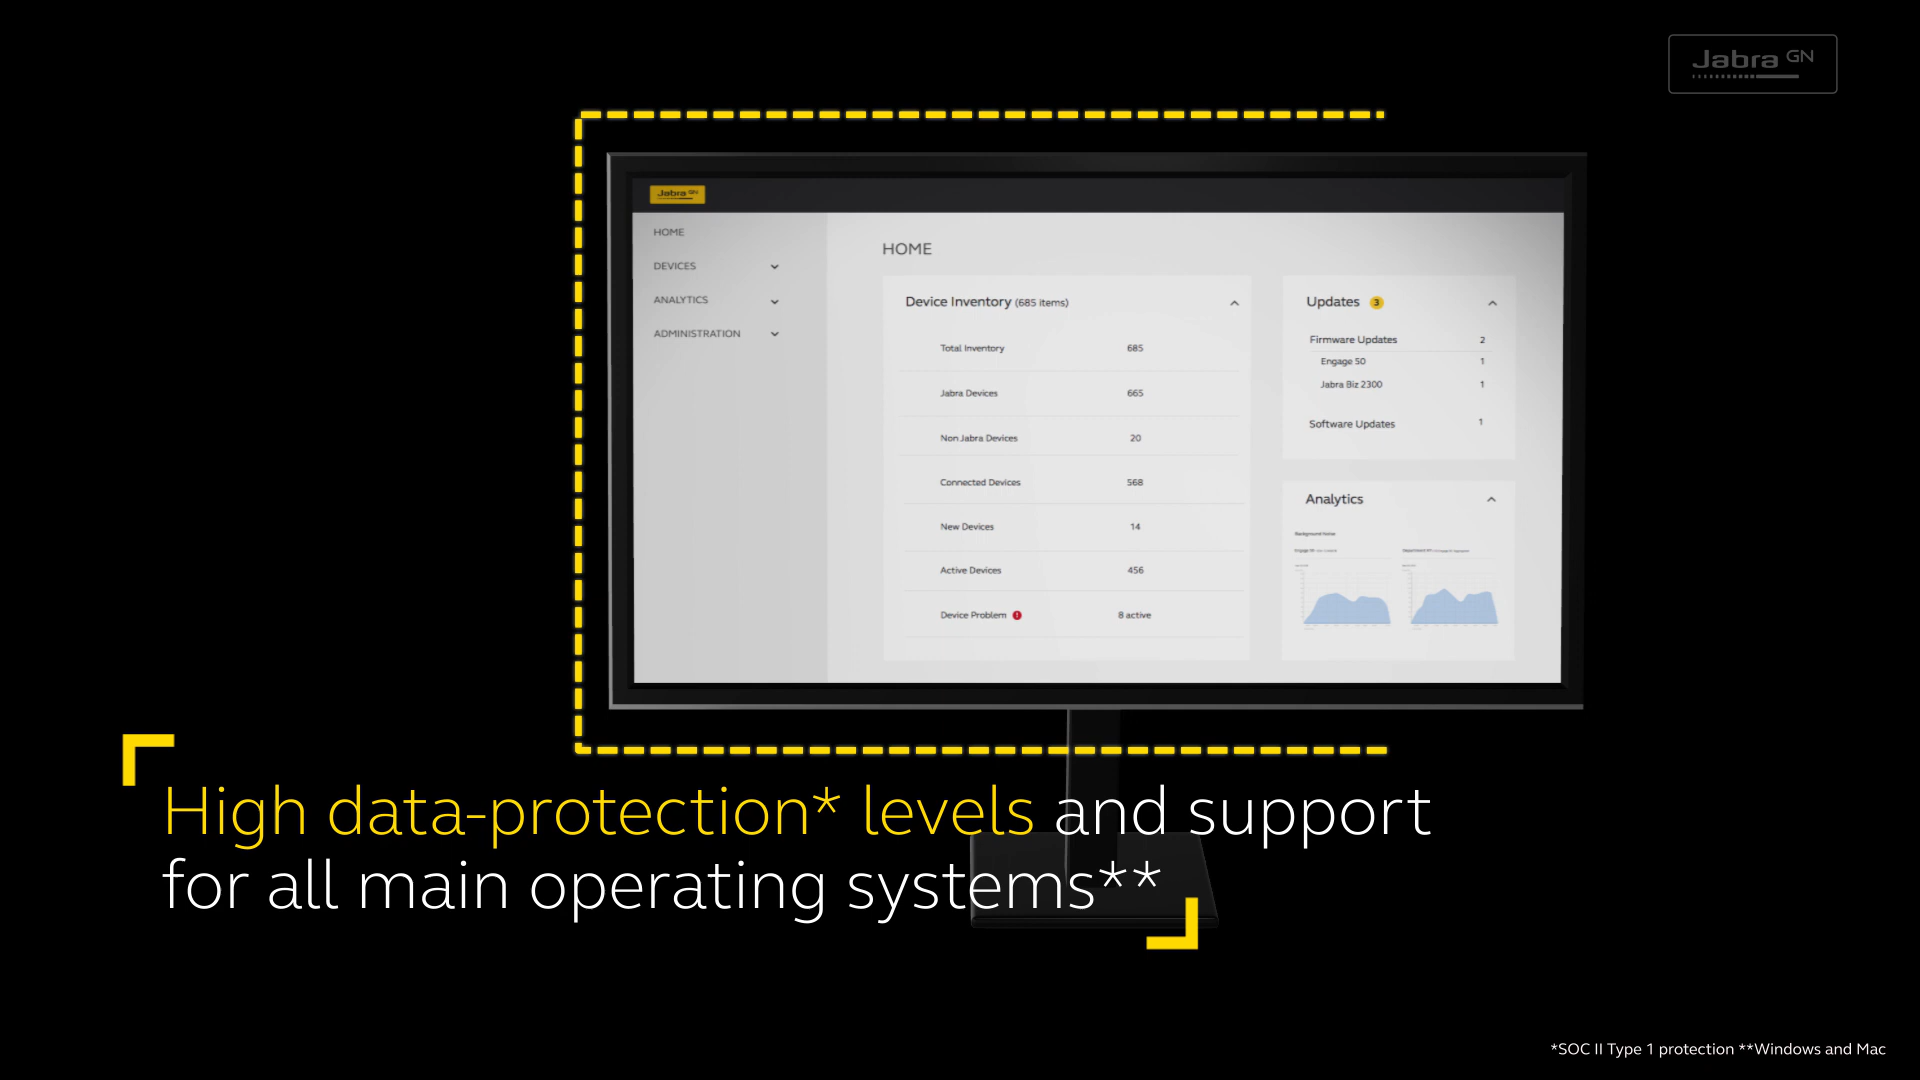 Jabra GN
Jabra GN
HOME
DEVICES
ANALYTICS
ADMINISTRATION
HOME
Device Inventory (685 items)
Total Inventory 685
Jabra Devices 665
Non Jabra Devices 20
Connected Devices 568
New Devices 14
Active Devices 456
Device Problem 8 active
Updates 3
Firmware Updates 2
Engage 50 1
Jabra Biz 2300 1
Software Updates 1
Analytics
Background Noise
High data-protection* levels and support
for all main operating systems**
*SOC II Type 1 protection **Windows and Mac